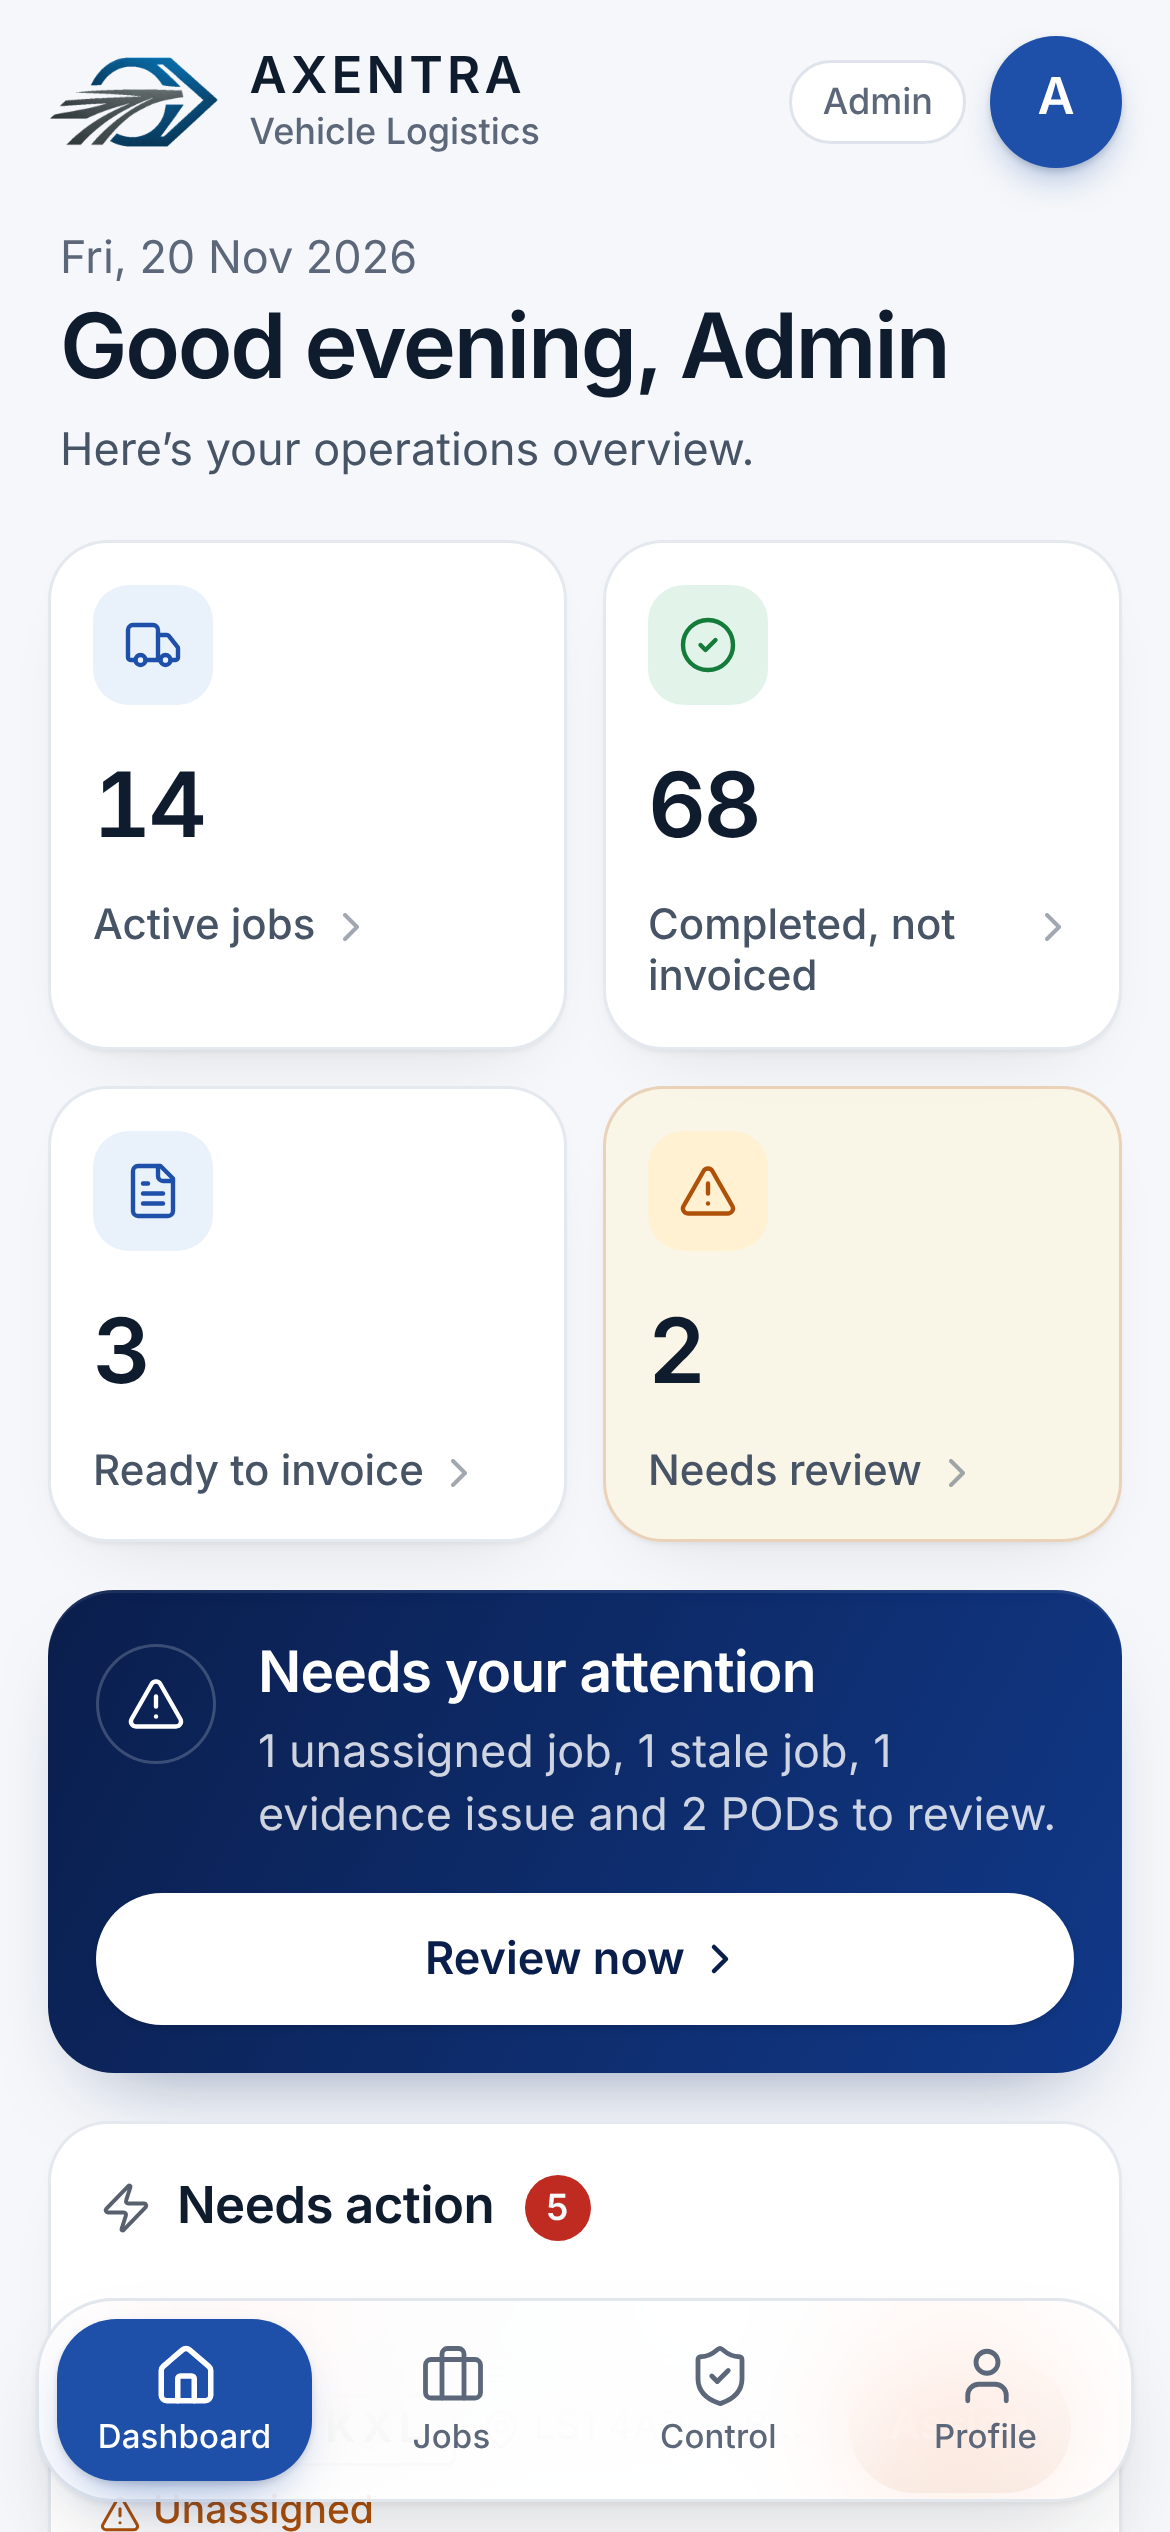 AXENTRA
Vehicle Logistics
Admin
A
Fri, 20 Nov 2026
Good evening, Admin
Here’s your operations overview.
14
Active jobs
68
Completed, not
invoiced
3
Ready to invoice
2
Needs review
Needs your attention
1 unassigned job, 1 stale job, 1
evidence issue and 2 PODs to review.
Review now
Needs action 5
Dashboard
Jobs
Control
Profile
Unassigned